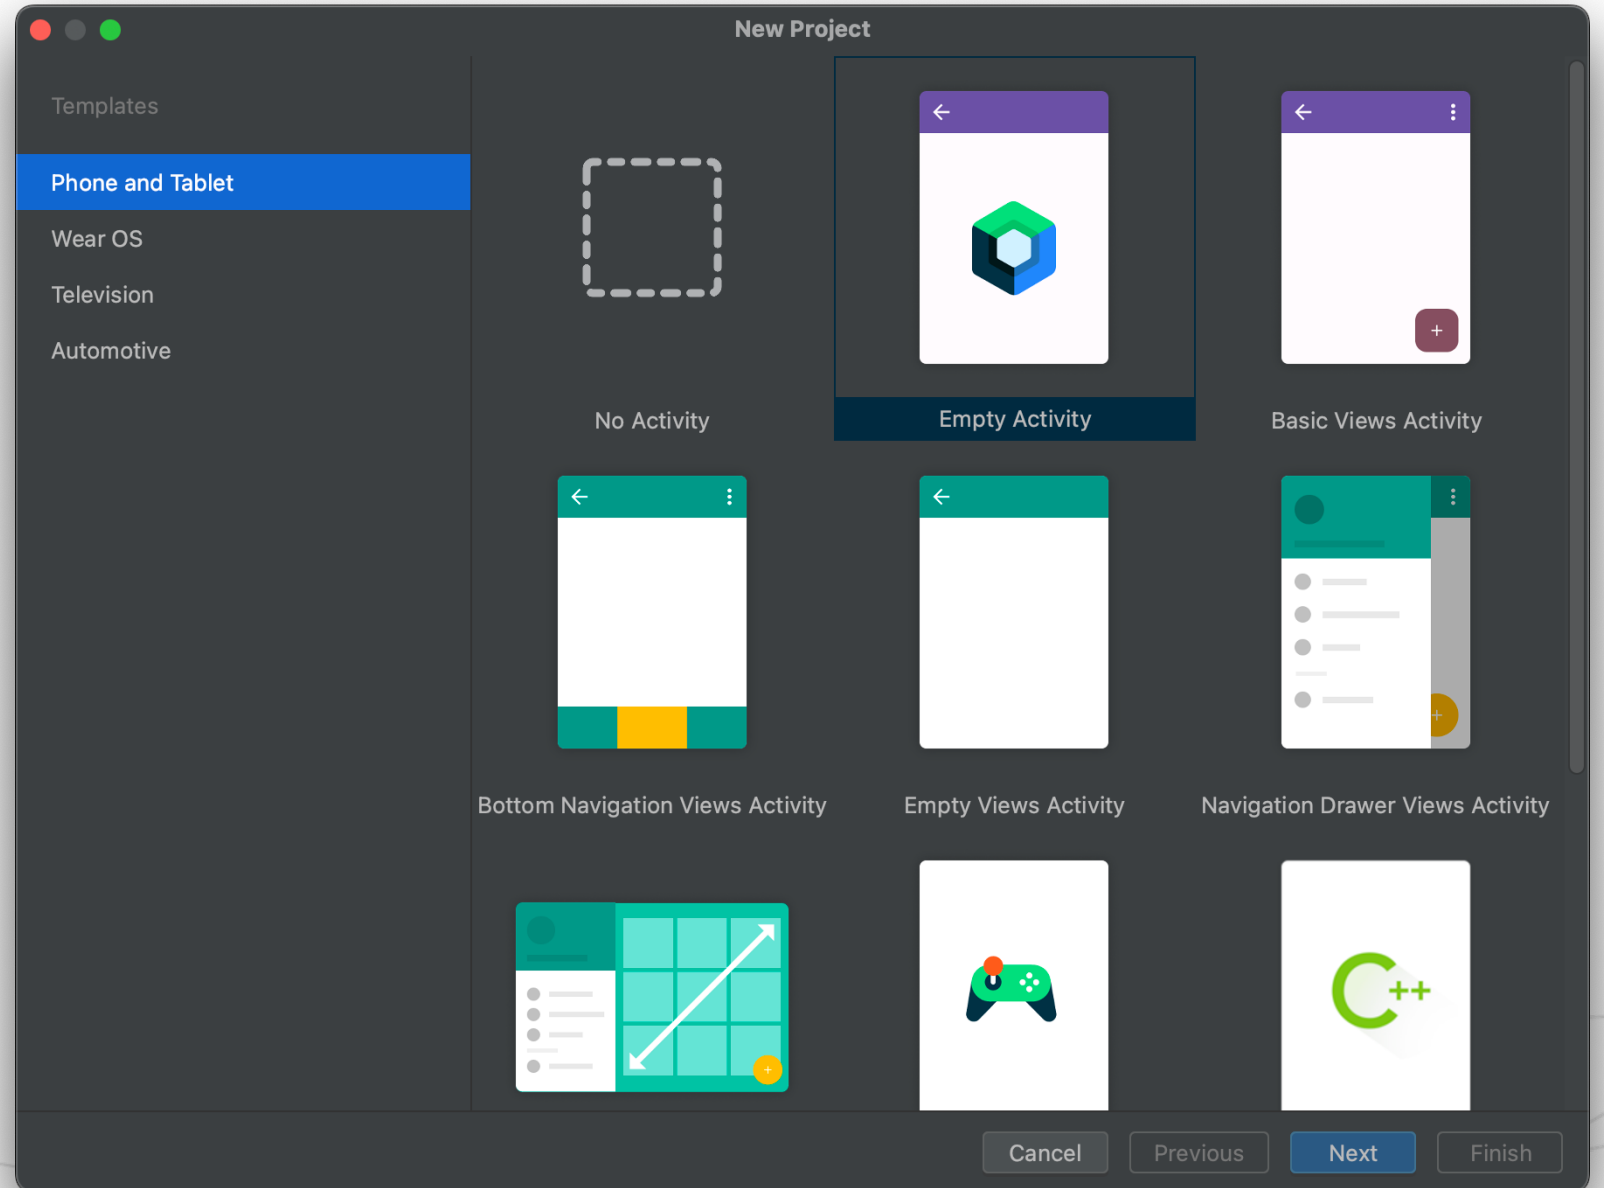 New Project
Templates
Phone and Tablet
Wear OS
Television
Automotive
No Activity
Empty Activity
Basic Views Activity
Bottom Navigation Views Activity
Empty Views Activity
Navigation Drawer Views Activity
C++
Cancel
Previous
Next
Finish